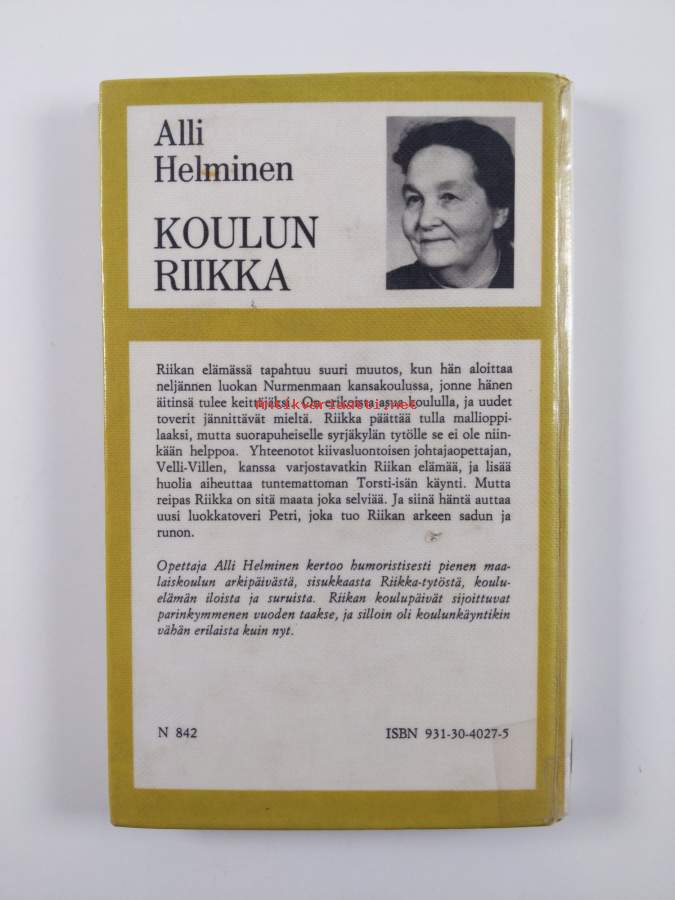 Alli
Helminen
KOULUN
RIIKKA
Riikan elämässä tapahtuu suuri muutos, kun hän aloittaa
neljännen luokan Nurmenmaan kansakoulussa, jonne hänen
äitinsä tulee keittäjäksi. On erikoista asua koululla, ja uudet
Antikvariaatti.net
toverit jännittävät mieltä. Riikka päättää tulla mallioppi-
laaksi, mutta suorapuheiselle syrjäkylän tytölle se ei ole niin-
kään helppoa. Yhteenotot kiivasluontoisen johtajaopettajan,
Velli-Villen, kanssa varjostavatkin Riikan elämää, ja lisää
huolia aiheuttaa tuntemattoman Torsti-isän käynti. Mutta
reipas Riikka on sitä maata joka selviää. Ja siinä häntä auttaa
uusi luokkatoveri Petri, joka tuo Riikan arkeen sadun ja
runon.
Opettaja Alli Helminen kertoo humoristisesti pienen maa-
laiskoulun arkipäivästä, sisukkaasta Riikka-tytöstä, koulu-
elämän iloista ja suruista. Riikan koulupäivät sijoittuvat
parinkymmenen vuoden taakse, ja silloin oli koulunkäyntikin
vähän erilaista kuin nyt.
N 842
ISBN 931-30-4027-5